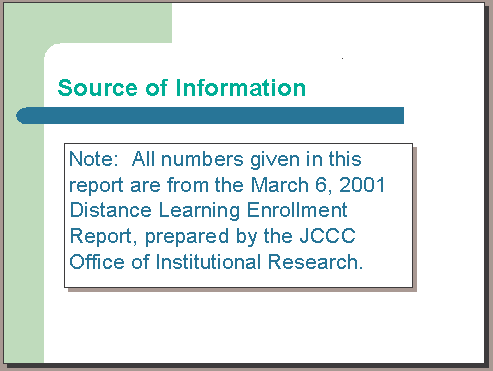 Source of Information
Note:  All numbers given in this
report are from the March 6, 2001
Distance Learning Enrollment
Report, prepared by the JCCC
Office of Institutional Research.